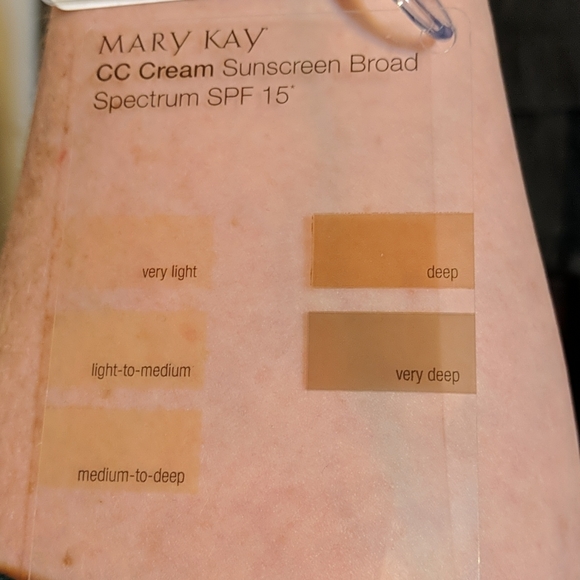 MARY KAY®
CC Cream Sunscreen Broad
Spectrum SPF 15*
very light
light-to-medium
medium-to-deep
deep
very deep